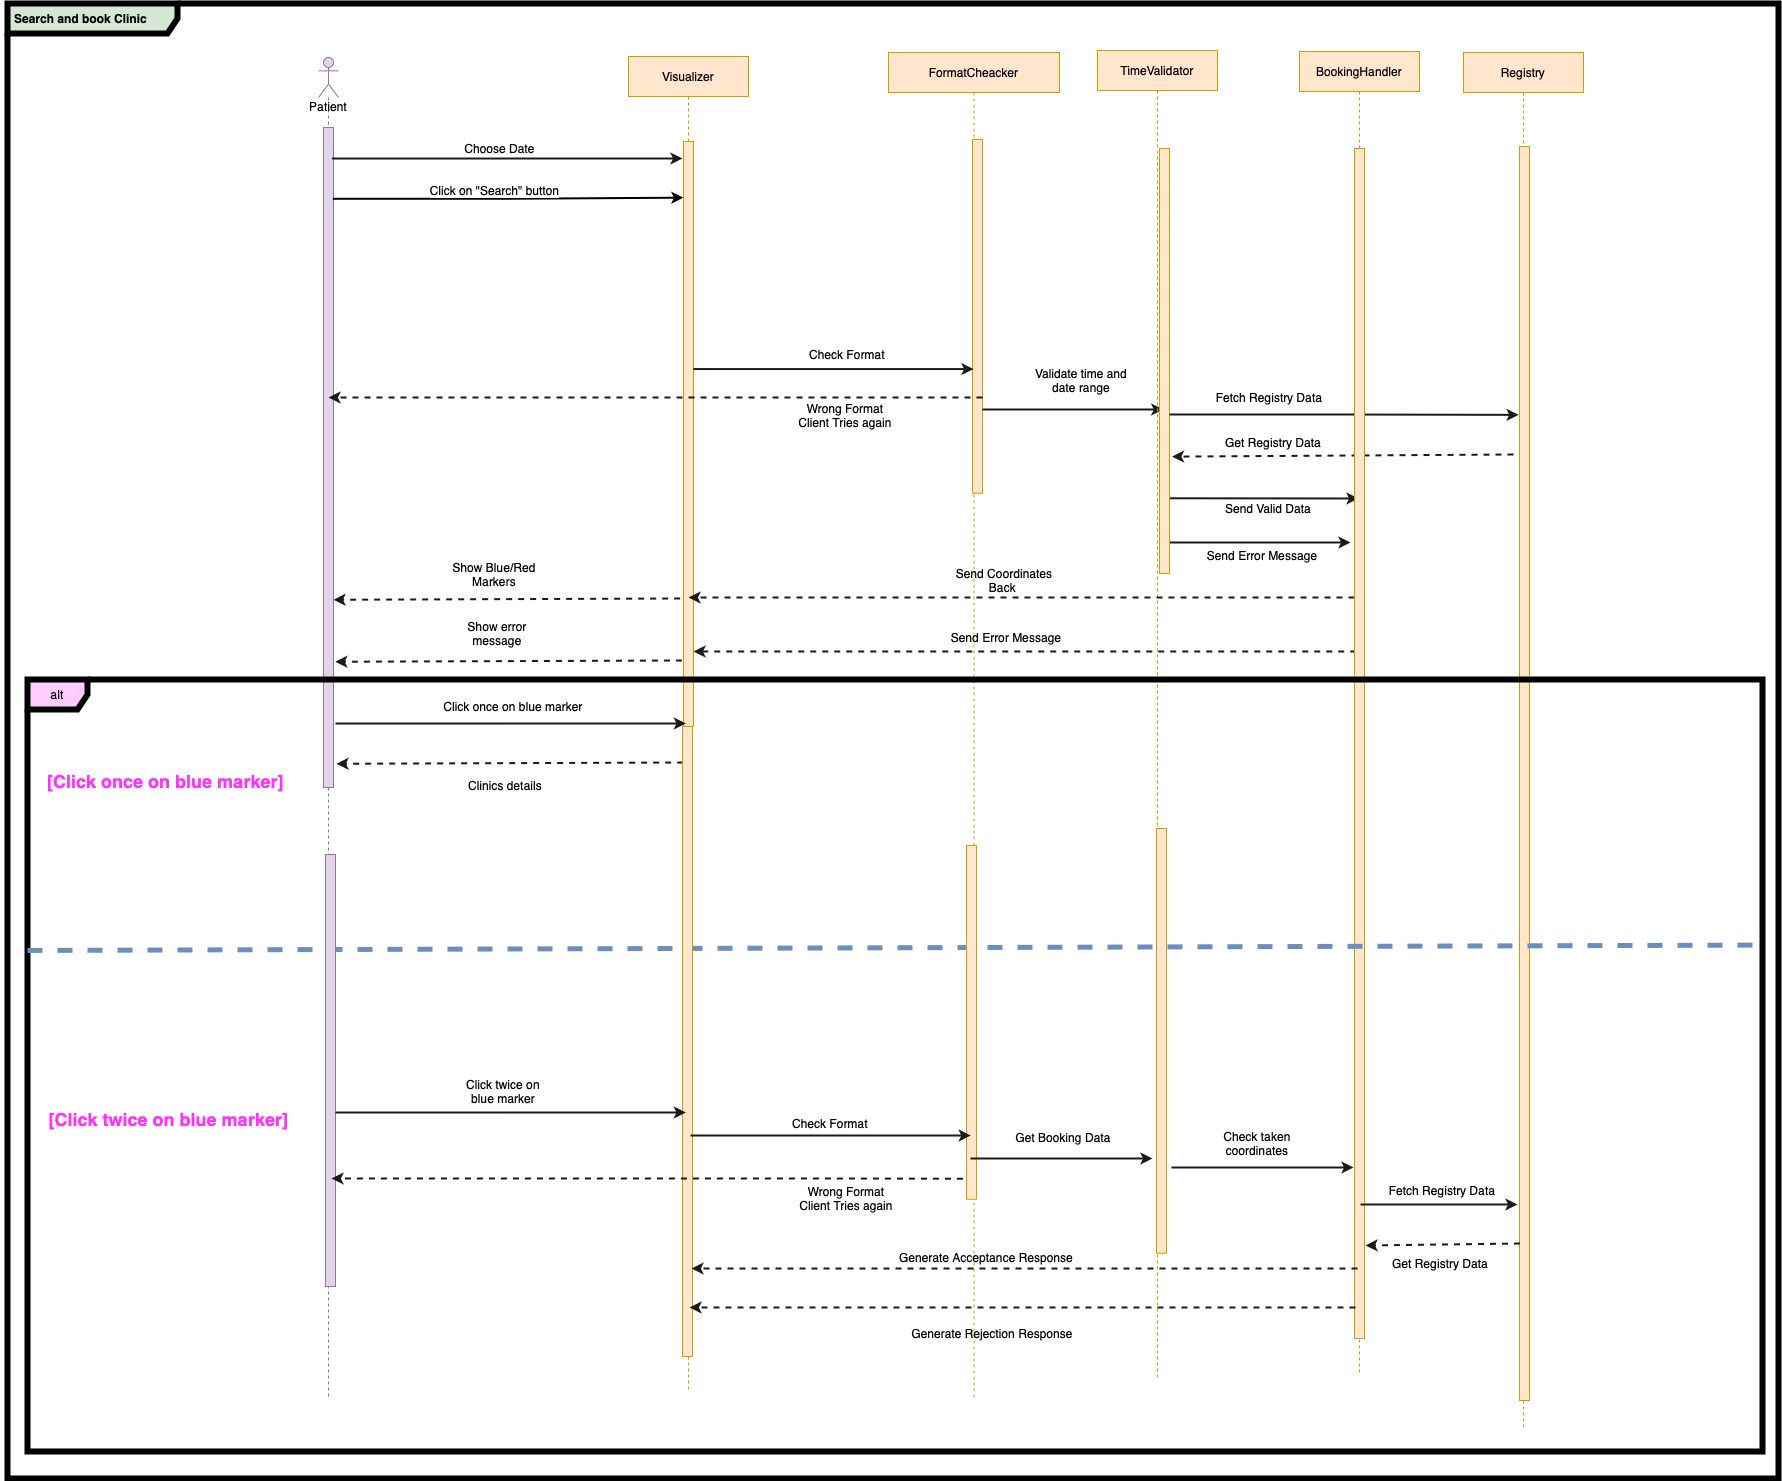 Search and book Clinic
Patient
Visualizer
FormatCheacker
TimeValidator
BookingHandler
Registry
Choose Date
Click on "Search" button
Check Format
Validate time and
date range
Wrong Format
Client Tries again
Fetch Registry Data
Get Registry Data
Send Valid Data
Send Error Message
Show Blue/Red
Markers
Send Coordinates
Back
Show error
message
Send Error Message
alt
Click once on blue marker
[Click once on blue marker]
Clinics details
Click twice on
blue marker
[Click twice on blue marker]
Check Format
Get Booking Data
Check taken
coordinates
Wrong Format
Client Tries again
Fetch Registry Data
Generate Acceptance Response
Get Registry Data
Generate Rejection Response